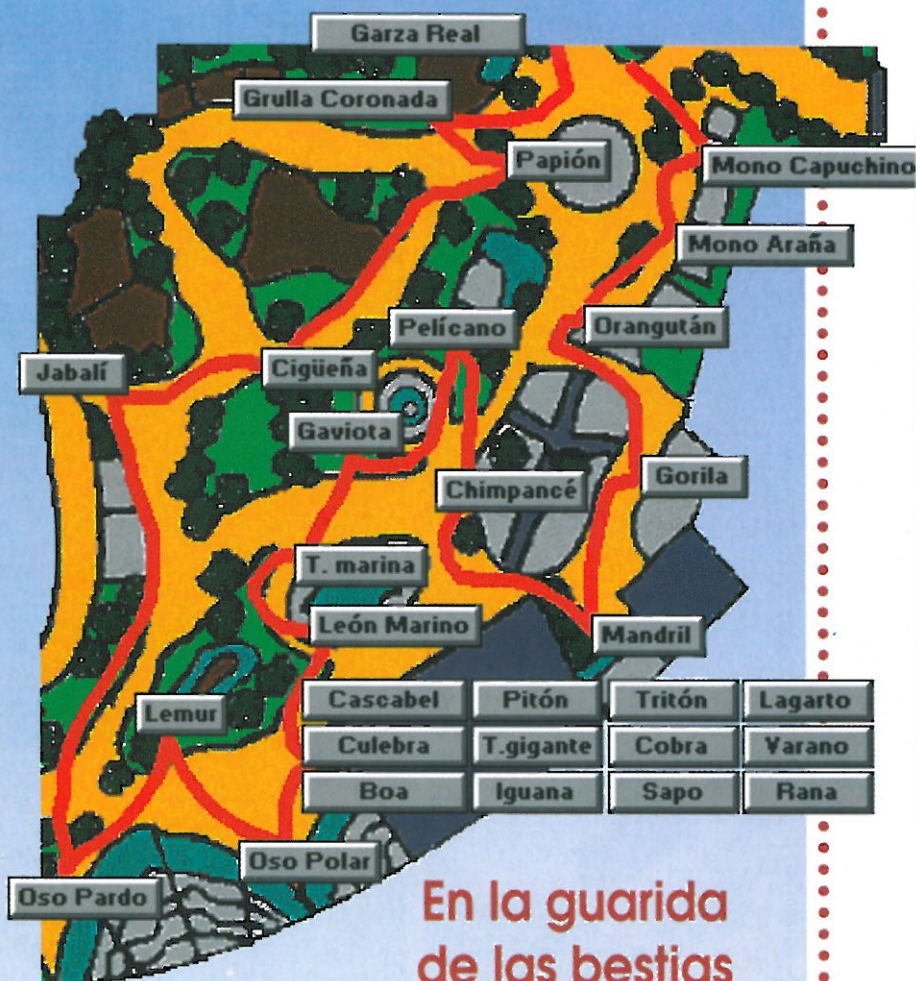 Garza Real
Grulla Coronada
Papión
Mono Capuchino
Mono Araña
Pelícano
Orangután
Jabalí
Cigüeña
Gaviota
Chimpancé
Gorila
T. marina
León Marino
Mandril
Lemur
Cascabel Pitón Tritón Lagarto
Culebra T.gigante Cobra Varano
Boa Iguana Sapo Rana
Oso Polar
Oso Pardo
En la guarida
de las bestias